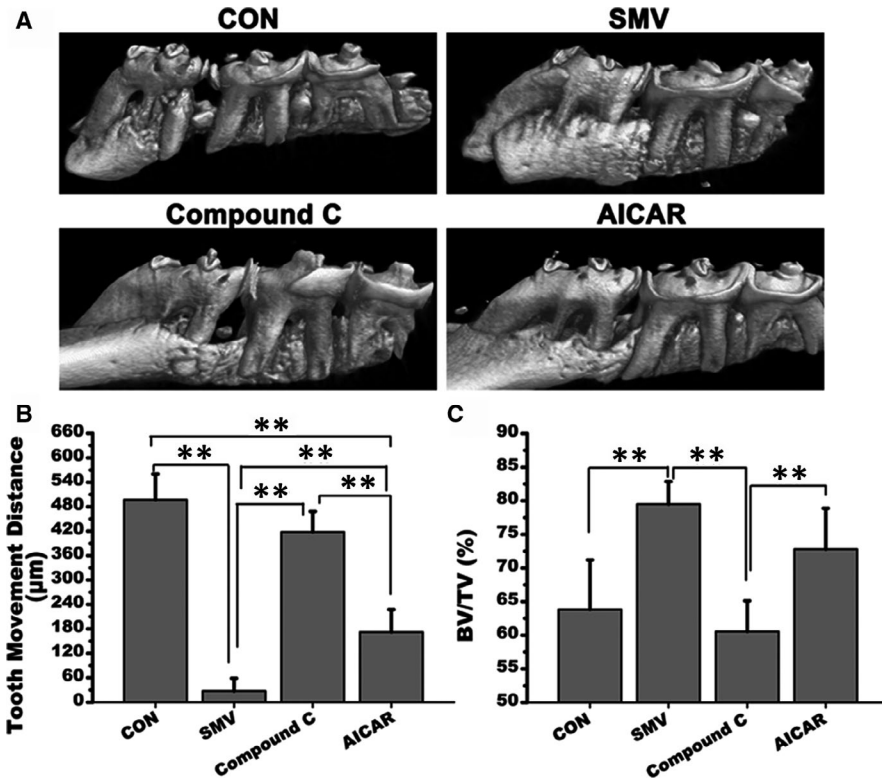 A
CON
SMV
Compound C
AICAR
B
Tooth Movement Distance
(μm)
660
600
540
480
420
360
300
240
180
120
60
0
**
**
**
**
**
CON
SMV
Compound C
AICAR
C
BV/TV (%)
90
85
80
75
70
65
60
55
50
**
**
**
CON
SMV
Compound C
AICAR